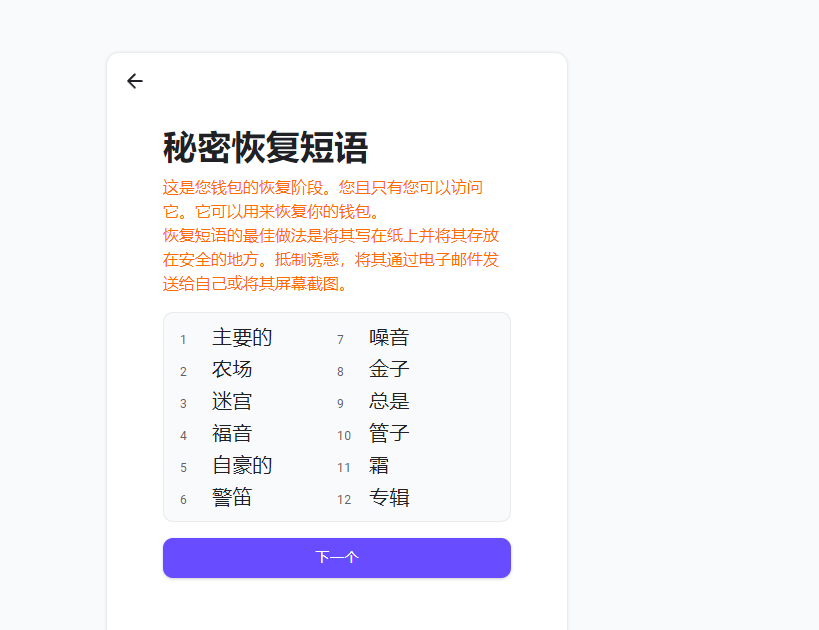 秘密恢复短语
这是您钱包的恢复阶段。您且只有您可以访问
它。它可以用来恢复你的钱包。
恢复短语的最佳做法是将其写在纸上并将其存放
在安全的地方。抵制诱惑，将其通过电子邮件发
送给自己或将其屏幕截图。
1 主要的 7 噪音
2 农场 8 金子
3 迷宫 9 总是
4 福音 10 管子
5 自豪的 11 霜
6 警笛 12 专辑
下一个